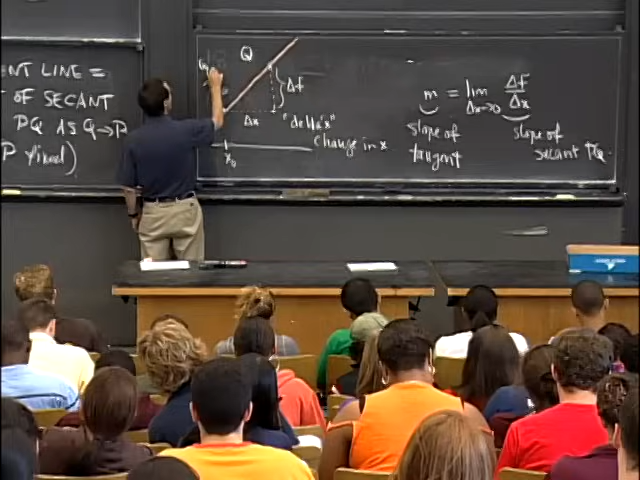 ENT LINE =
OF SECANT
PQ AS Q→P
P fixed)
Q
Δf
Δx
"delta x"
change in x
x₀
m = lim Δf/Δx
Δx→0
slope of
tangent
slope of
secant PQ